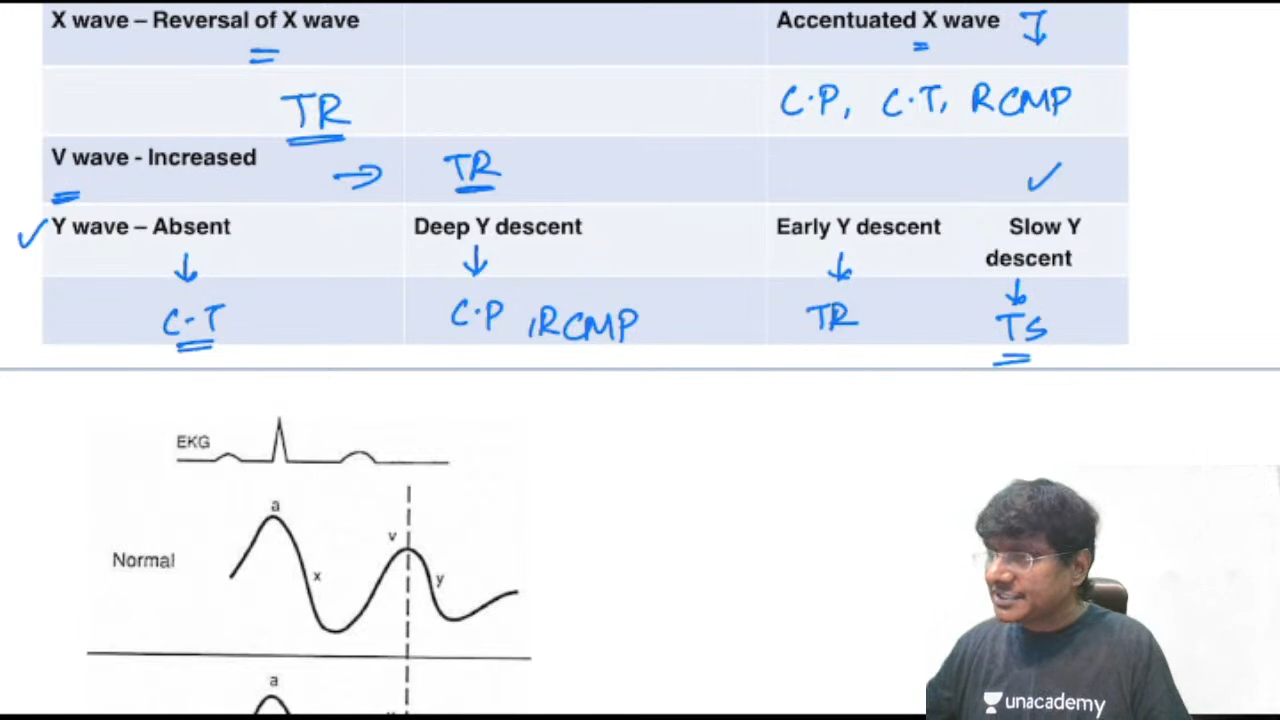 X wave – Reversal of X wave
Accentuated X wave
TR
C.P, C.T, RCMP
V wave - Increased
TR
Y wave – Absent
Deep Y descent
Early Y descent
Slow Y
descent
C-T
C.P, RCMP
TR
TS
EKG
a
v
Normal
x
y
a
unacademy